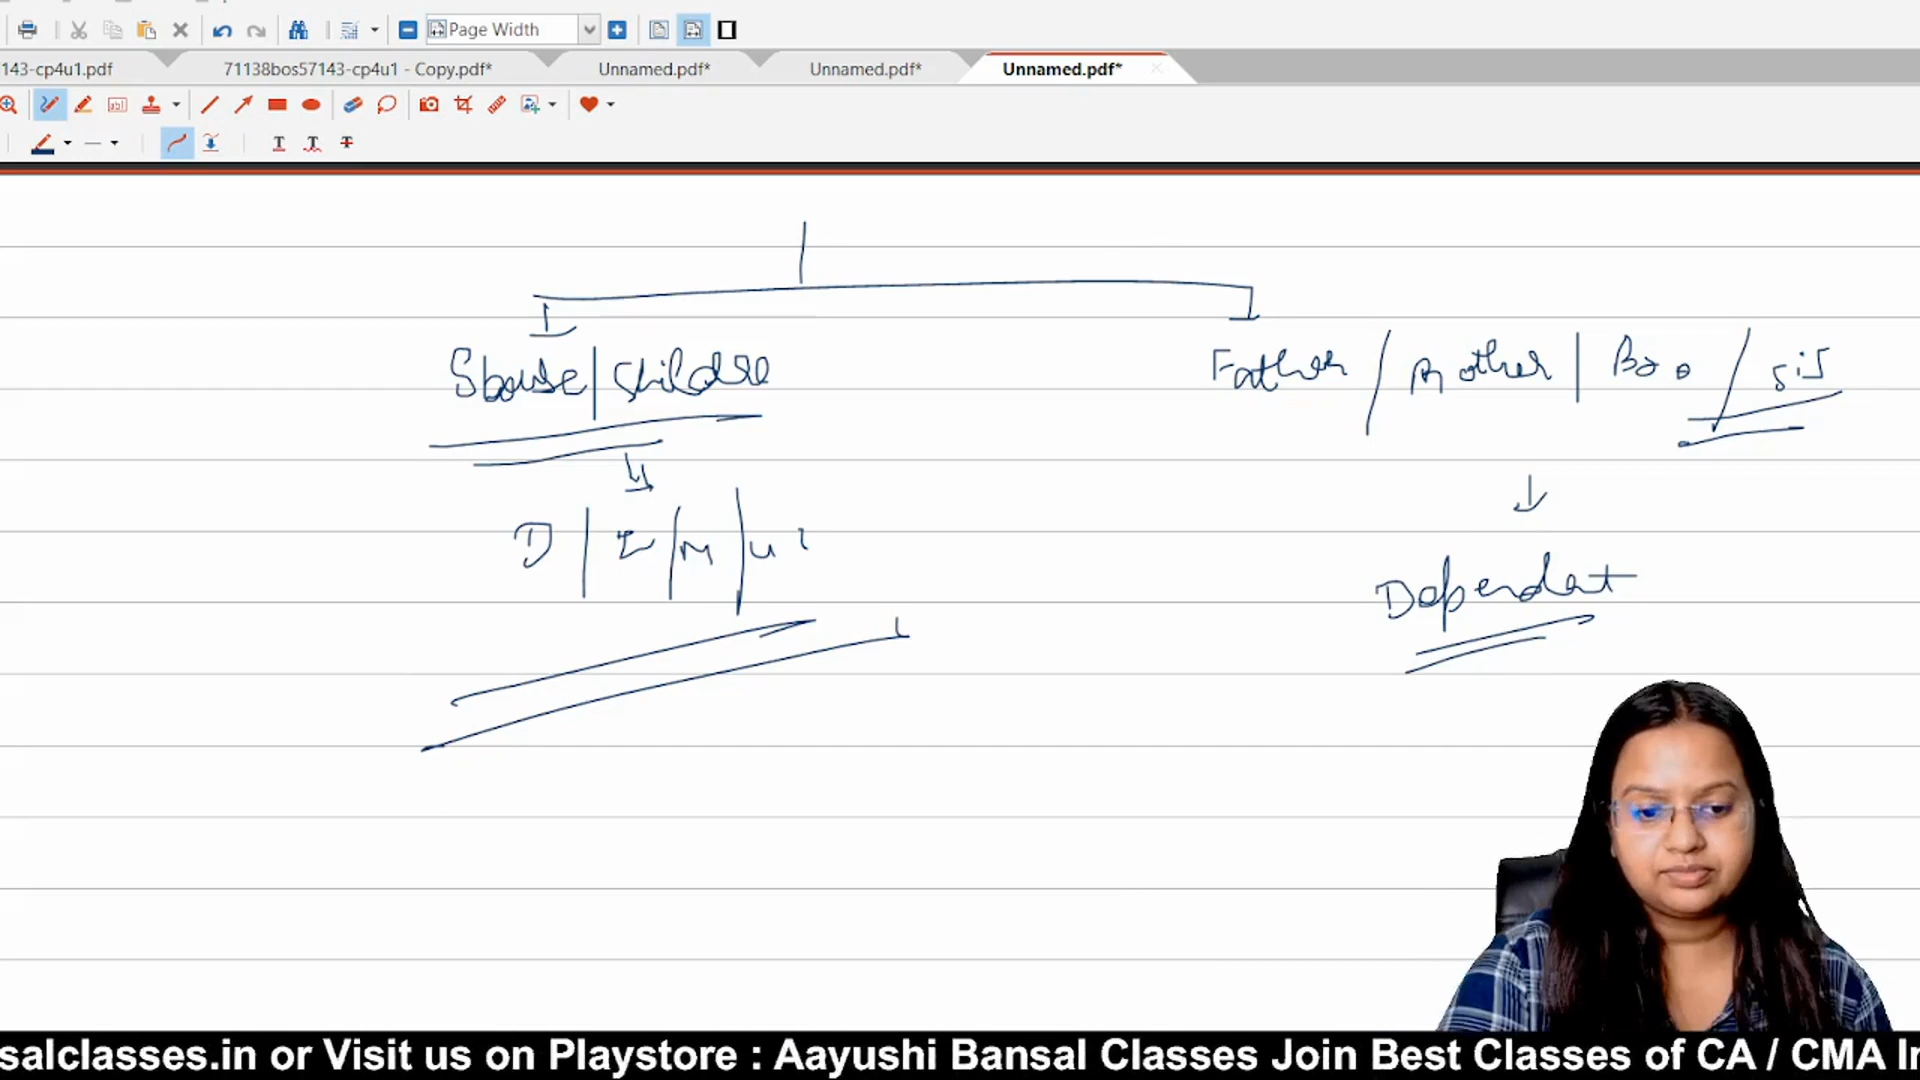 Page Width
143-cp4u1.pdf 71138bos57143-cp4u1 - Copy.pdf* Unnamed.pdf* Unnamed.pdf* Unnamed.pdf*
Spouse | Children Father / Mother | Bro / sis
D | I | M | U
Dependent
salclasses.in or Visit us on Playstore : Aayushi Bansal Classes Join Best Classes of CA / CMA In